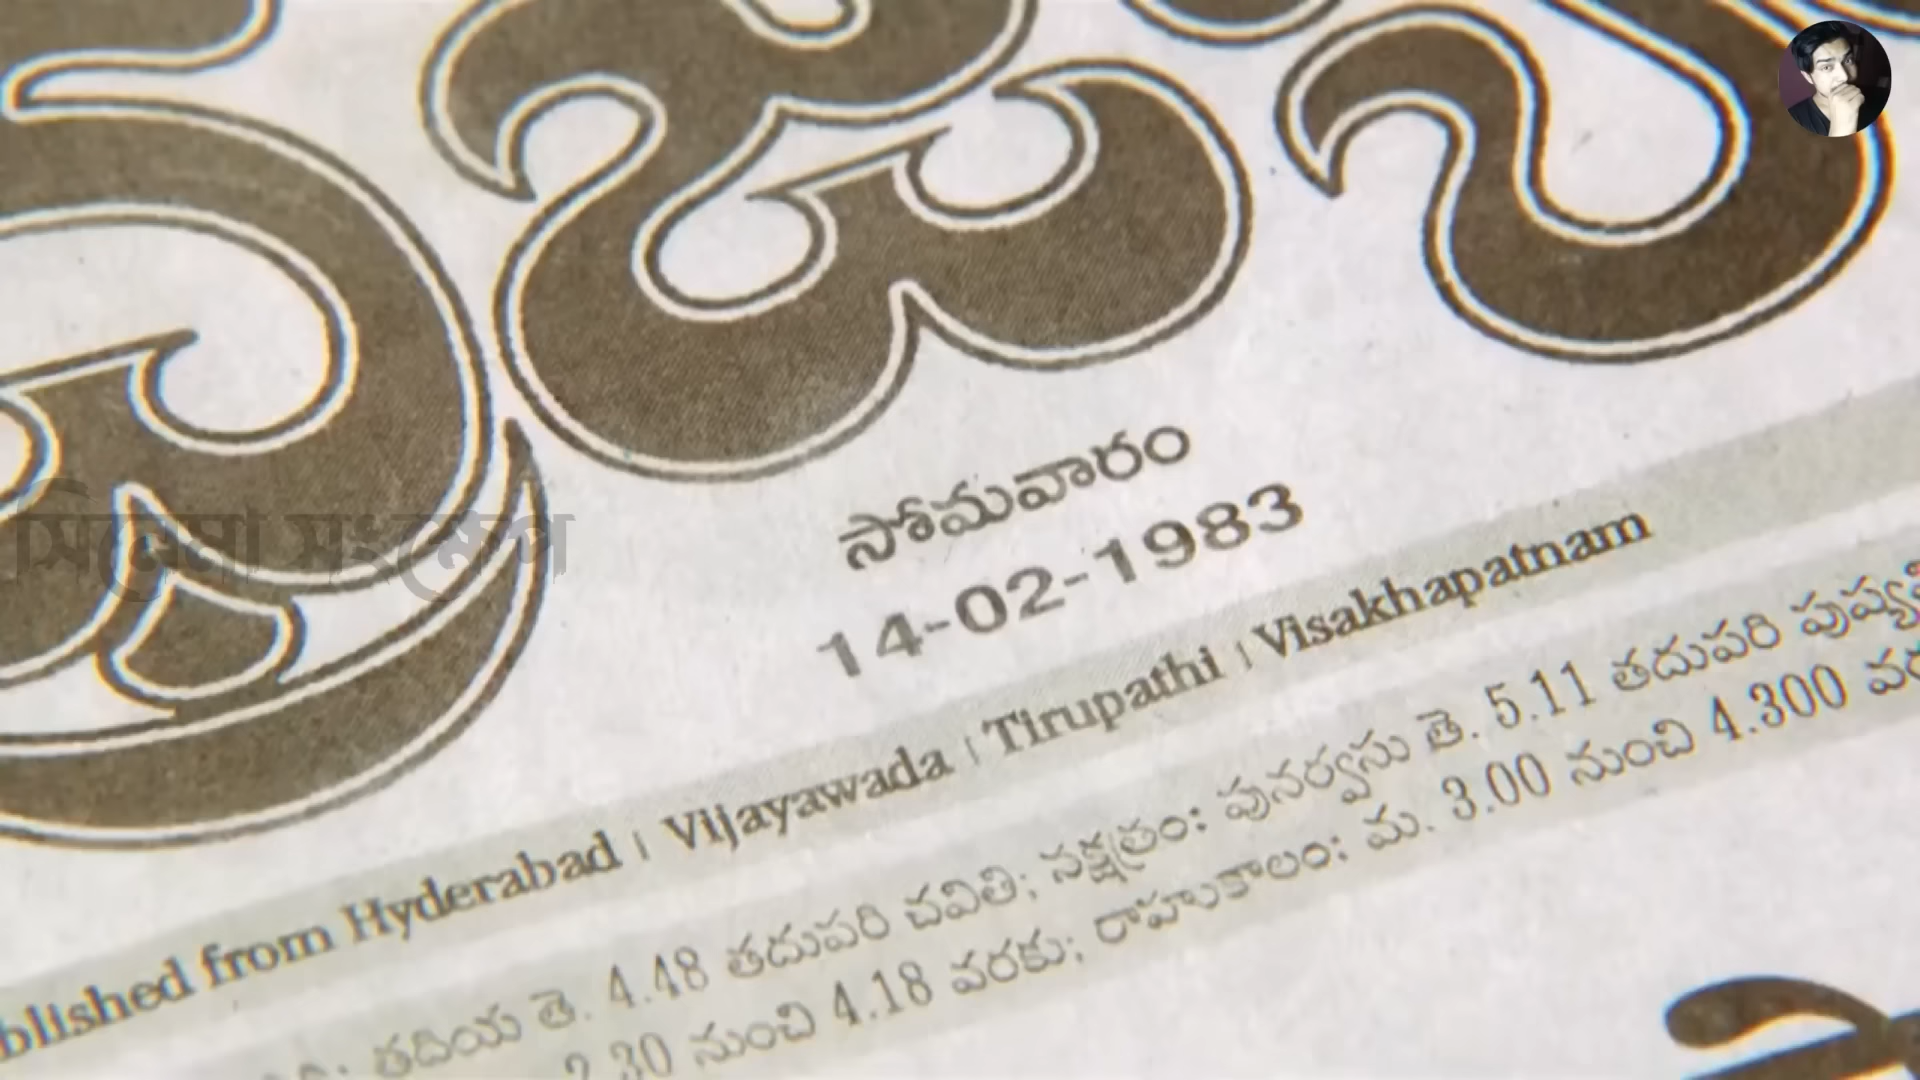 సోమవారం
14-02-1983
సినেমা সংক্ষেপ
blished from Hyderabad | Vijayawada | Tirupathi | Visakhapatnam
తదియ తె. 4.48 తదుపరి చవితి; నక్షత్రం: పునర్వసు తె. 5.11 తదుపరి
2.30 నుంచి 4.18 వరకు; రాహుకాలం: మ. 3.00 నుంచి 4.300